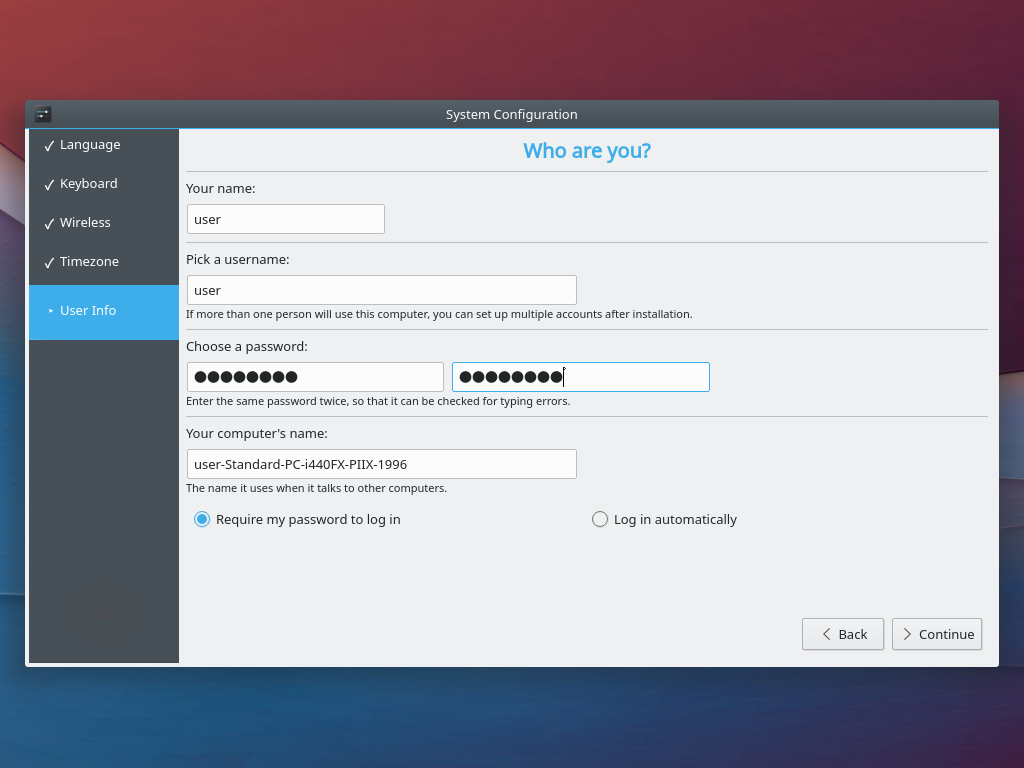 System Configuration
✓ Language
✓ Keyboard
✓ Wireless
✓ Timezone
‣ User Info
Who are you?
Your name:
user
Pick a username:
user
If more than one person will use this computer, you can set up multiple accounts after installation.
Choose a password:
●●●●●●●● ●●●●●●●●
Enter the same password twice, so that it can be checked for typing errors.
Your computer's name:
user-Standard-PC-i440FX-PIIX-1996
The name it uses when it talks to other computers.
Require my password to log in Log in automatically
Back Continue